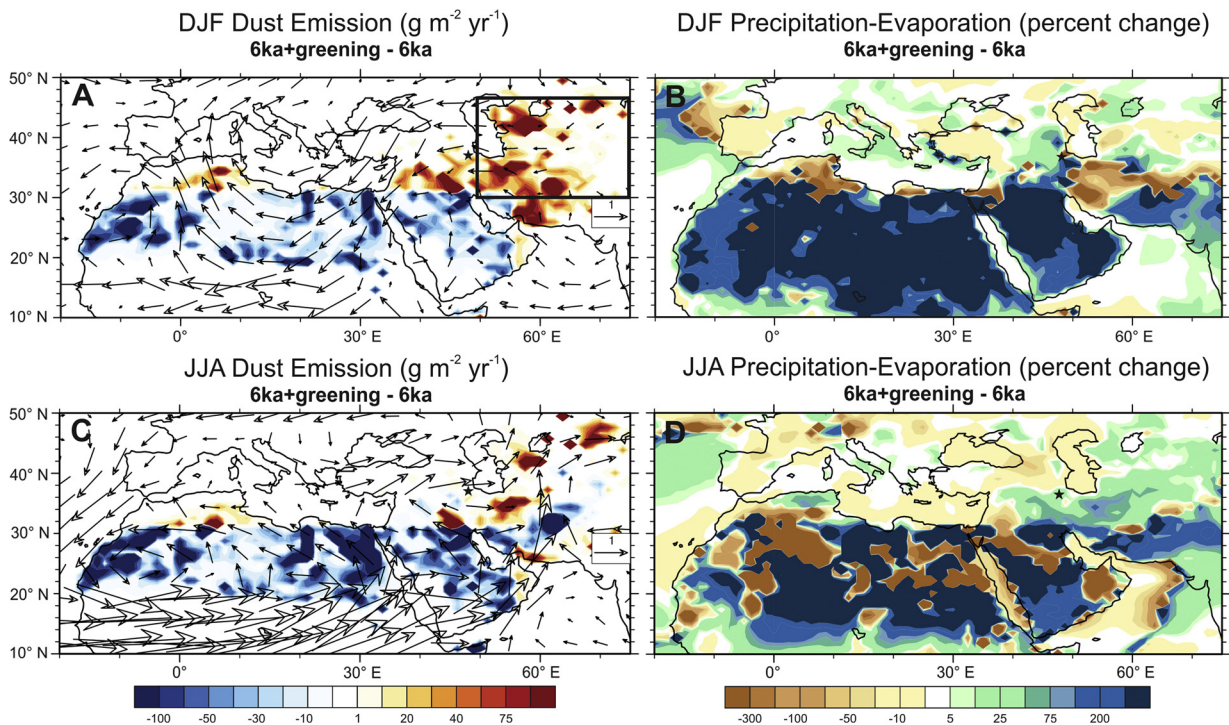 DJF Dust Emission (g m⁻² yr⁻¹)
6ka+greening - 6ka
DJF Precipitation-Evaporation (percent change)
6ka+greening - 6ka
A
B
50° N
40° N
30° N
20° N
10° N
1
0°
30° E
60° E
0°
30° E
60° E
JJA Dust Emission (g m⁻² yr⁻¹)
6ka+greening - 6ka
JJA Precipitation-Evaporation (percent change)
6ka+greening - 6ka
C
D
50° N
40° N
30° N
20° N
10° N
1
0°
30° E
60° E
0°
30° E
60° E
-100 -50 -30 -10 1 20 40 75
-300 -100 -50 -10 5 25 75 200